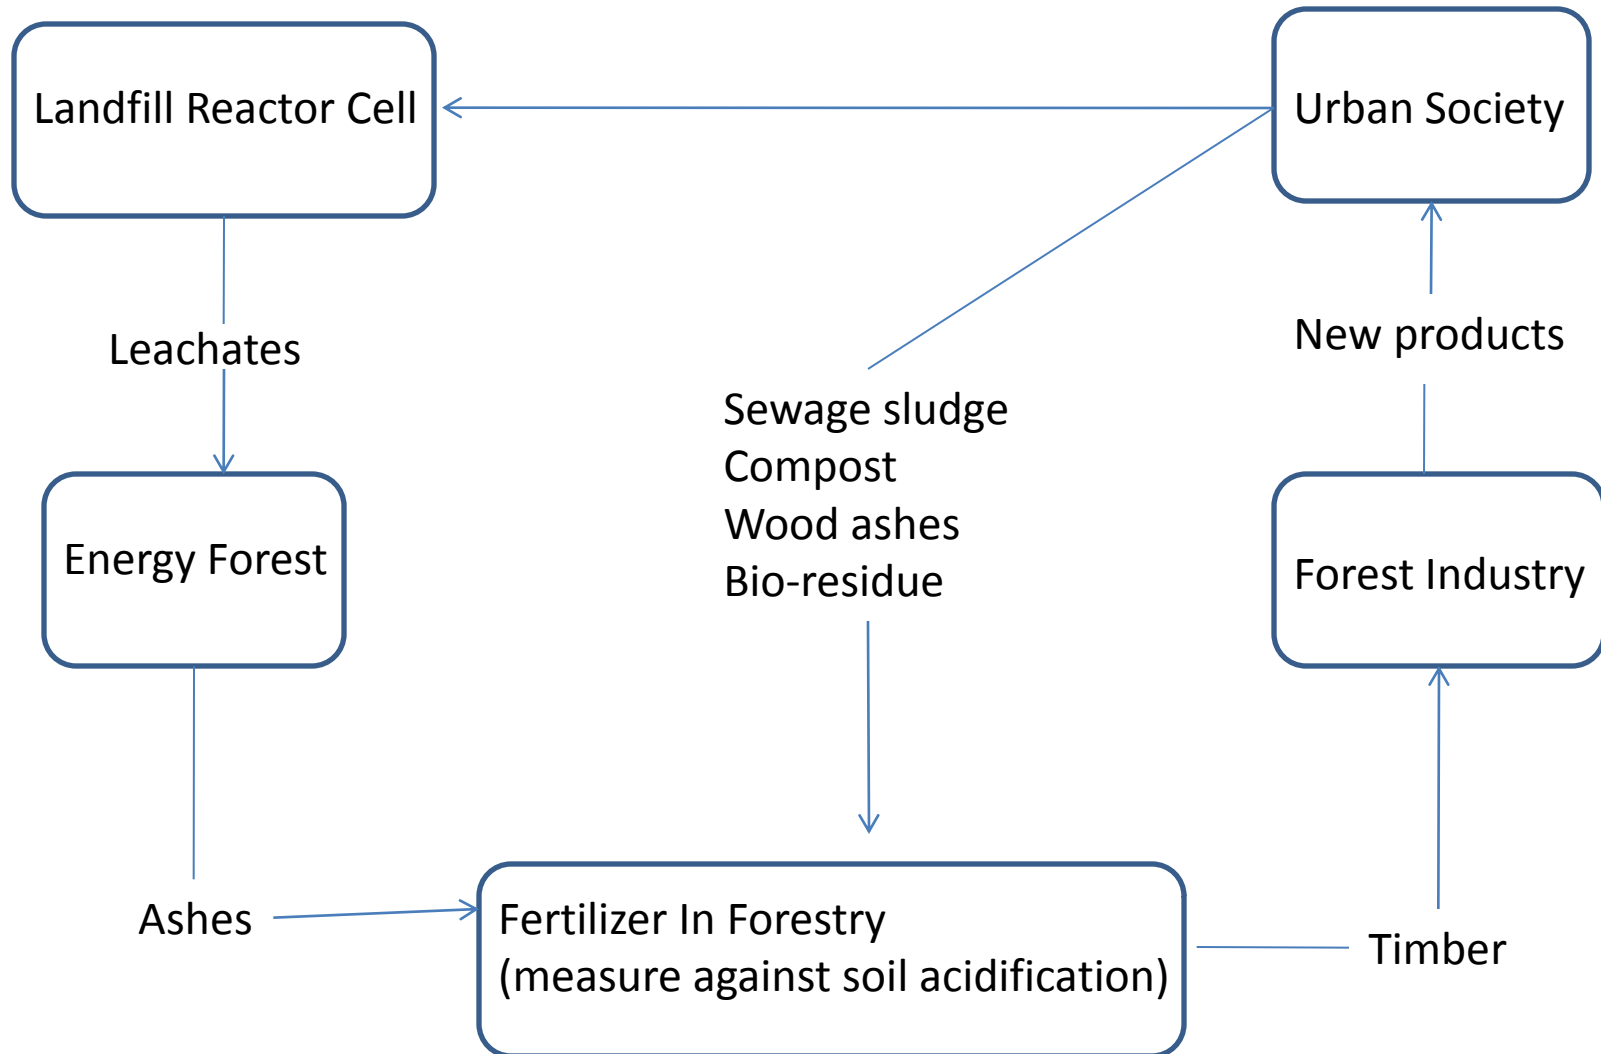 Landfill Reactor Cell
Urban Society
Leachates
New products
Sewage sludge
Compost
Wood ashes
Bio-residue
Energy Forest
Forest Industry
Ashes
Fertilizer In Forestry
(measure against soil acidification)
Timber